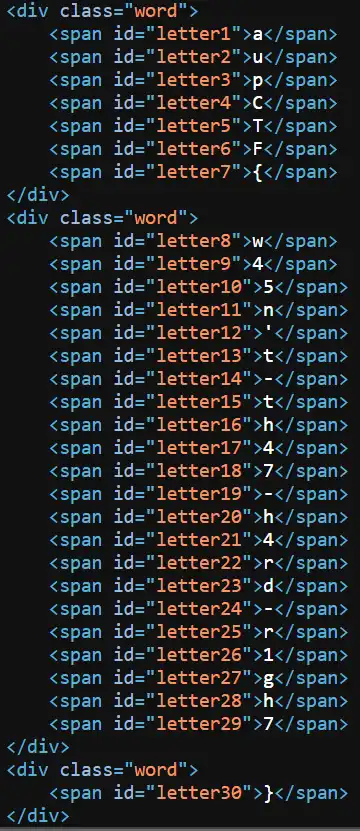 <div class="word">
    <span id="letter1">a</span>
    <span id="letter2">u</span>
    <span id="letter3">p</span>
    <span id="letter4">C</span>
    <span id="letter5">T</span>
    <span id="letter6">F</span>
    <span id="letter7">{</span>
</div>
<div class="word">
    <span id="letter8">w</span>
    <span id="letter9">4</span>
    <span id="letter10">5</span>
    <span id="letter11">n</span>
    <span id="letter12">'</span>
    <span id="letter13">t</span>
    <span id="letter14">-</span>
    <span id="letter15">t</span>
    <span id="letter16">h</span>
    <span id="letter17">4</span>
    <span id="letter18">7</span>
    <span id="letter19">-</span>
    <span id="letter20">h</span>
    <span id="letter21">4</span>
    <span id="letter22">r</span>
    <span id="letter23">d</span>
    <span id="letter24">-</span>
    <span id="letter25">r</span>
    <span id="letter26">1</span>
    <span id="letter27">g</span>
    <span id="letter28">h</span>
    <span id="letter29">7</span>
</div>
<div class="word">
    <span id="letter30">}</span>
</div>